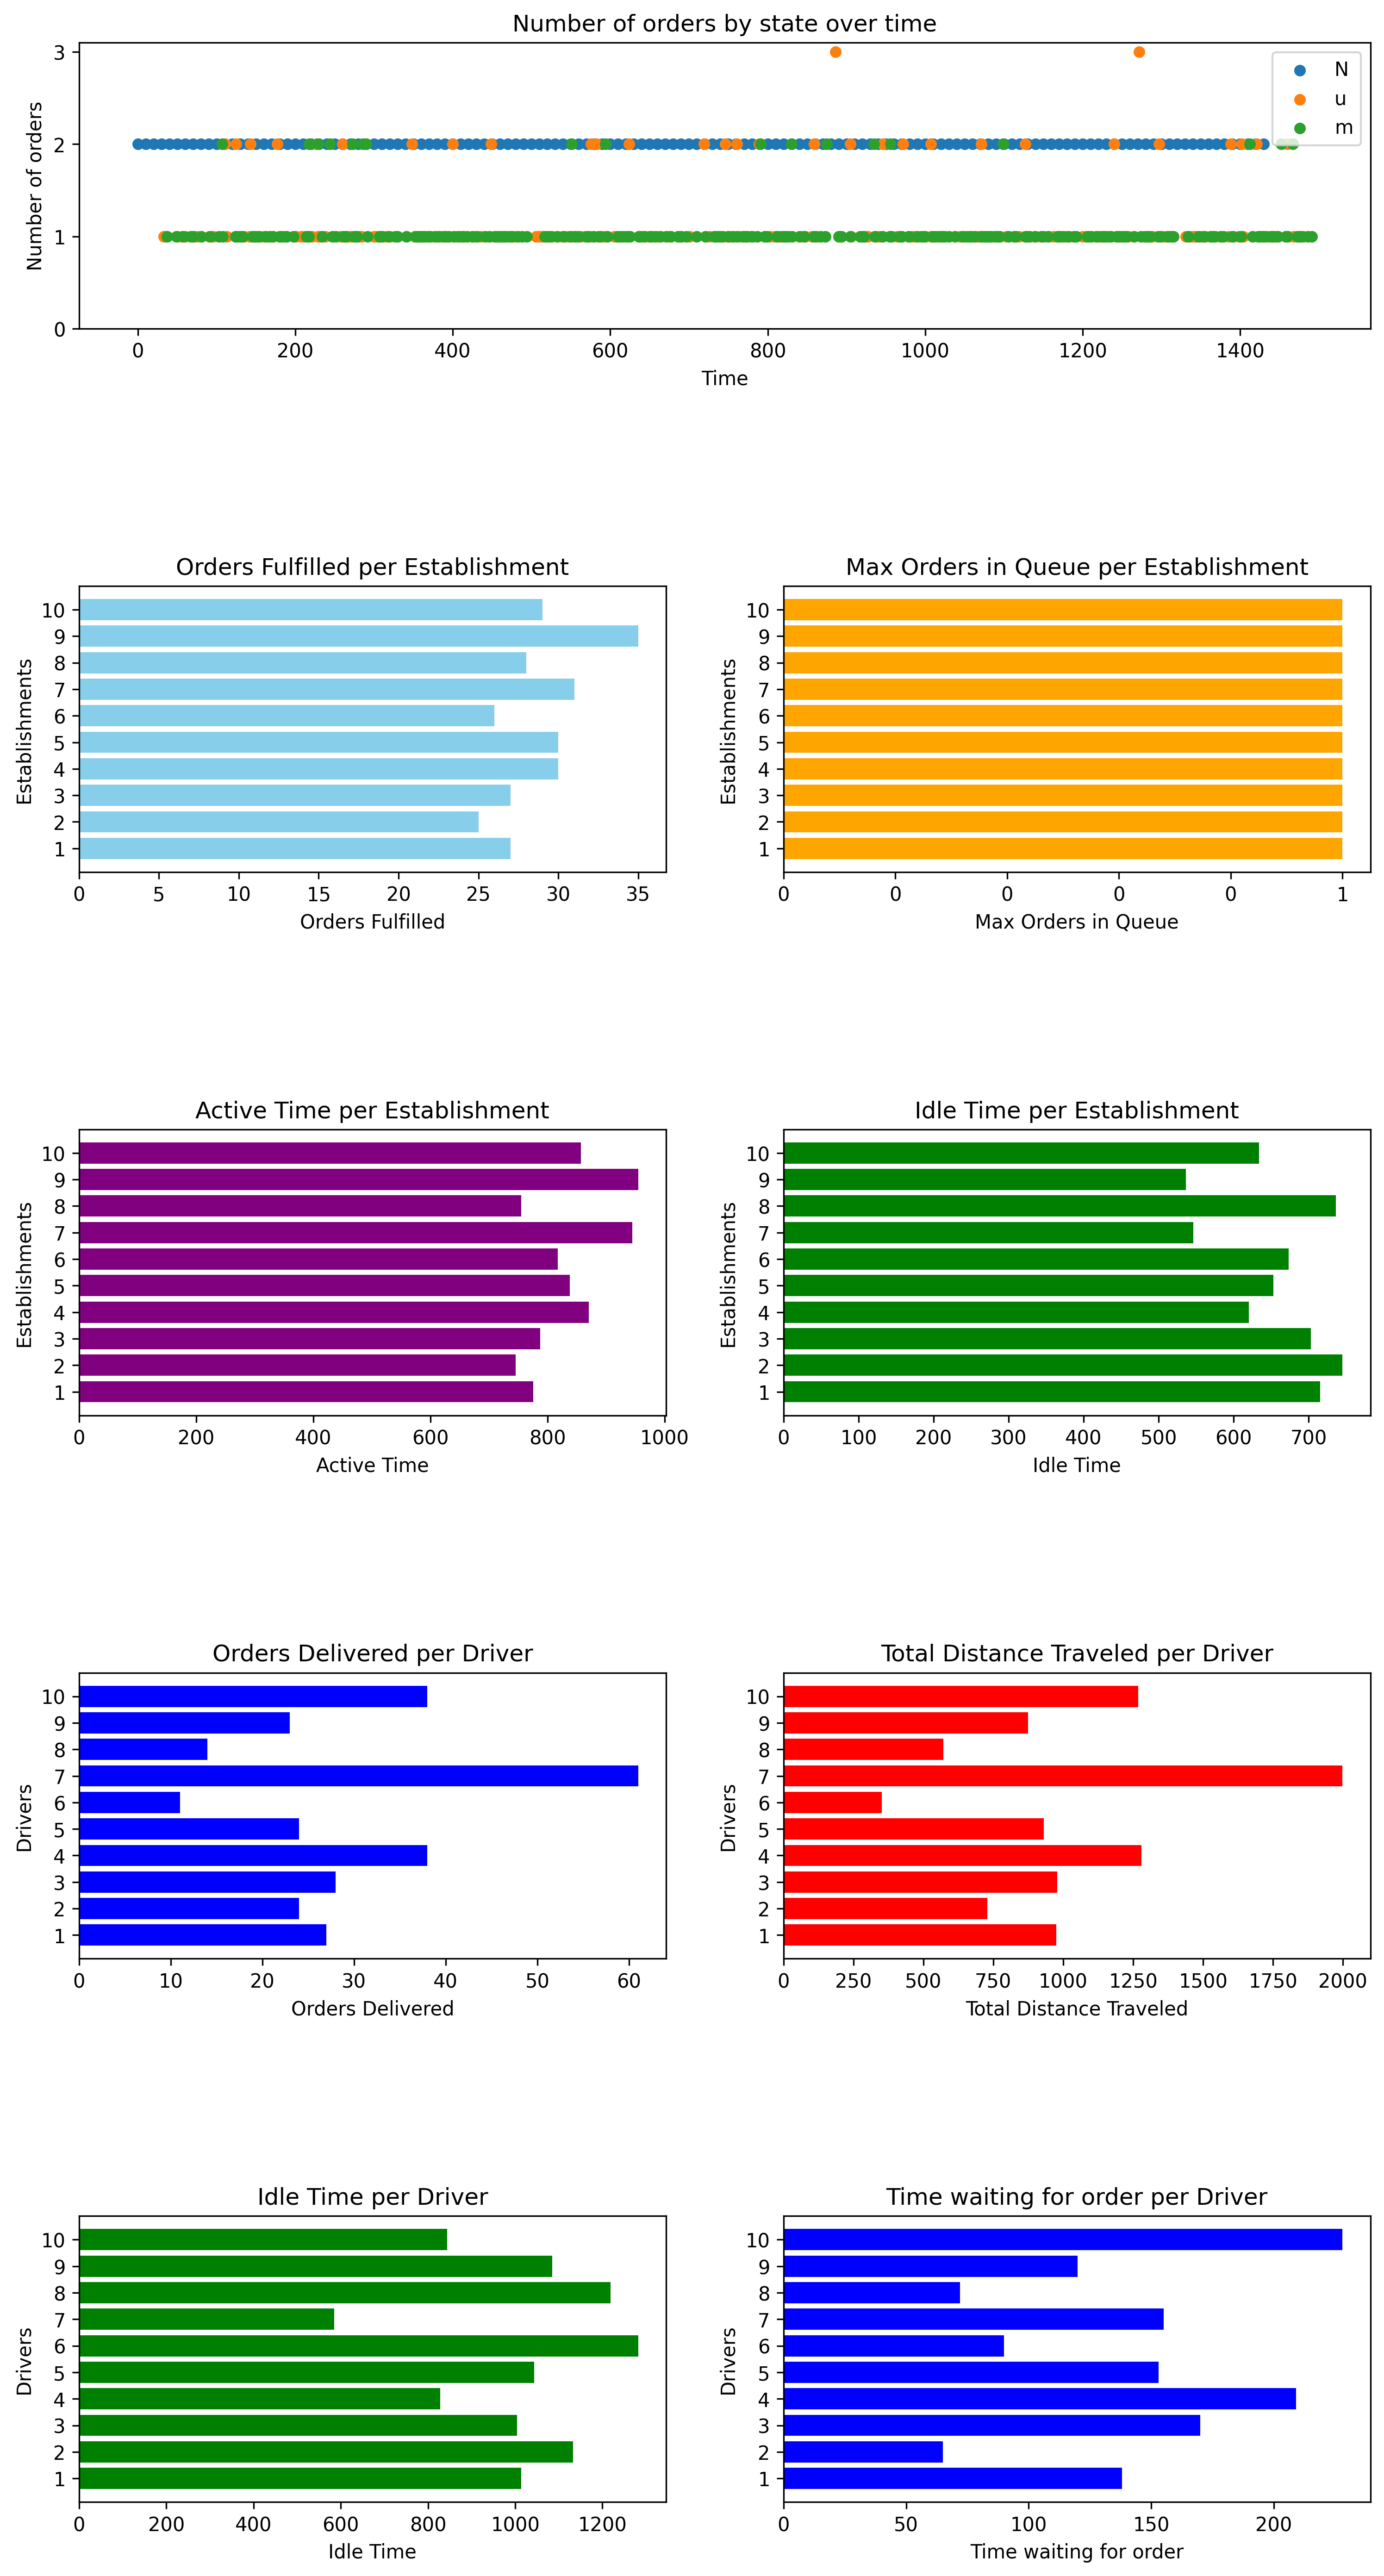 Number of orders by state over time
Number of orders
3
2
1
0
N
u
m
0 200 400 600 800 1000 1200 1400
Time
Orders Fulfilled per Establishment
Establishments
10
9
8
7
6
5
4
3
2
1
0 5 10 15 20 25 30 35
Orders Fulfilled
Max Orders in Queue per Establishment
Establishments
10
9
8
7
6
5
4
3
2
1
0 0 0 0 0 1
Max Orders in Queue
Active Time per Establishment
Establishments
10
9
8
7
6
5
4
3
2
1
0 200 400 600 800 1000
Active Time
Idle Time per Establishment
Establishments
10
9
8
7
6
5
4
3
2
1
0 100 200 300 400 500 600 700
Idle Time
Orders Delivered per Driver
Drivers
10
9
8
7
6
5
4
3
2
1
0 10 20 30 40 50 60
Orders Delivered
Total Distance Traveled per Driver
Drivers
10
9
8
7
6
5
4
3
2
1
0 250 500 750 1000 1250 1500 1750 2000
Total Distance Traveled
Idle Time per Driver
Drivers
10
9
8
7
6
5
4
3
2
1
0 200 400 600 800 1000 1200
Idle Time
Time waiting for order per Driver
Drivers
10
9
8
7
6
5
4
3
2
1
0 50 100 150 200
Time waiting for order